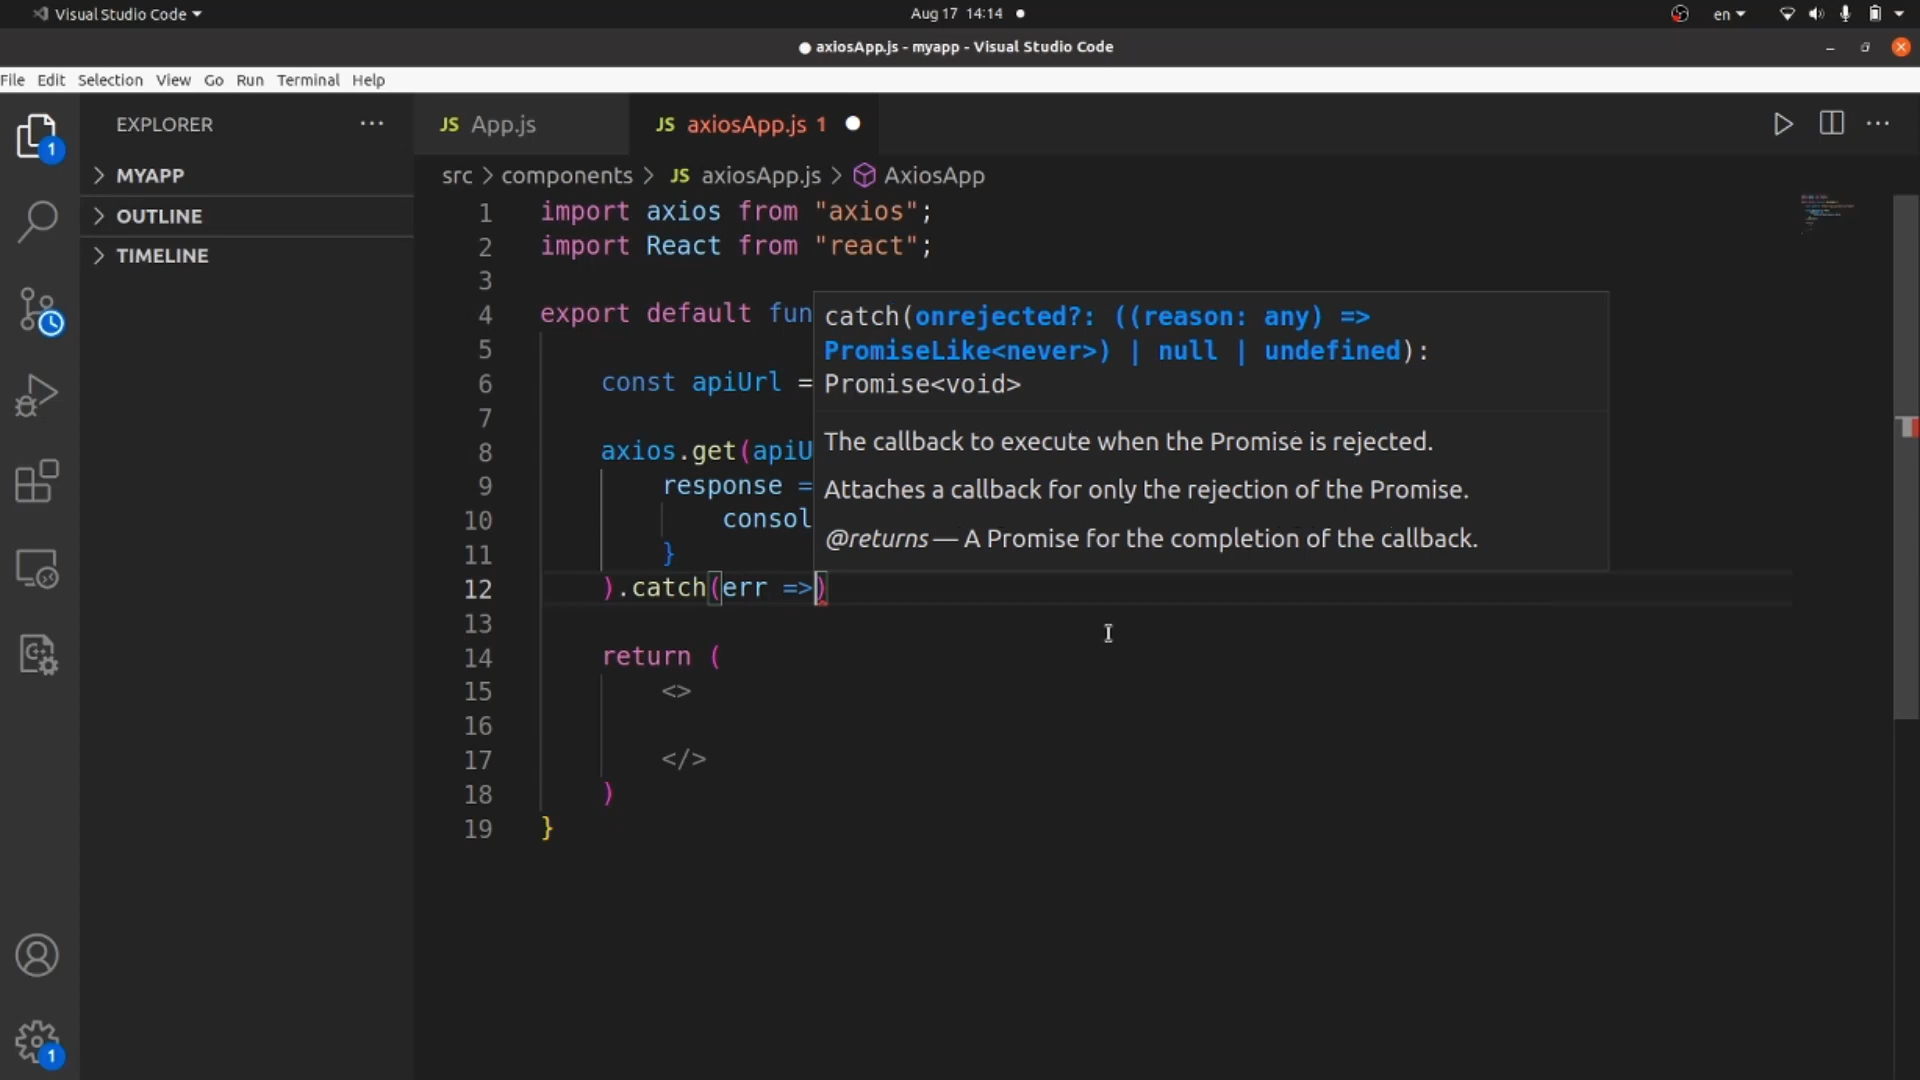 Visual Studio Code
Aug 17 14:14
en
axiosApp.js - myapp - Visual Studio Code
File Edit Selection View Go Run Terminal Help
EXPLORER
JS App.js
JS axiosApp.js 1
src > components > JS axiosApp.js > AxiosApp
1
MYAPP
OUTLINE
TIMELINE
1 import axios from "axios";
2 import React from "react";
3
4 export default fun
5
6 const apiUrl =
7
8 axios.get(apiU
9 response =
10 consol
11 }
12 ).catch(err =>)
13
14 return (
15 <>
16
17 </>
18 )
19 }
catch(onrejected?: ((reason: any) =>
PromiseLike<never>) | null | undefined):
Promise<void>
The callback to execute when the Promise is rejected.
Attaches a callback for only the rejection of the Promise.
@returns — A Promise for the completion of the callback.
1